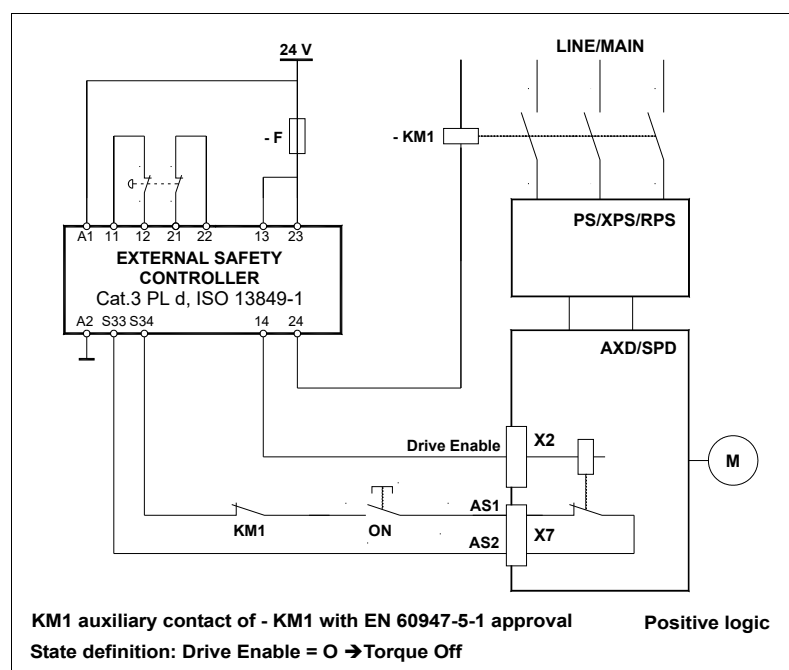 24 V
LINE/MAIN
- F
- KM1
A1 11 12 21 22 13 23
EXTERNAL SAFETY
CONTROLLER
Cat.3 PL d, ISO 13849-1
A2 S33 S34 14 24
PS/XPS/RPS
AXD/SPD
Drive Enable X2
M
AS1
KM1 ON X7
AS2
KM1 auxiliary contact of - KM1 with EN 60947-5-1 approval Positive logic
State definition: Drive Enable = O ➔Torque Off